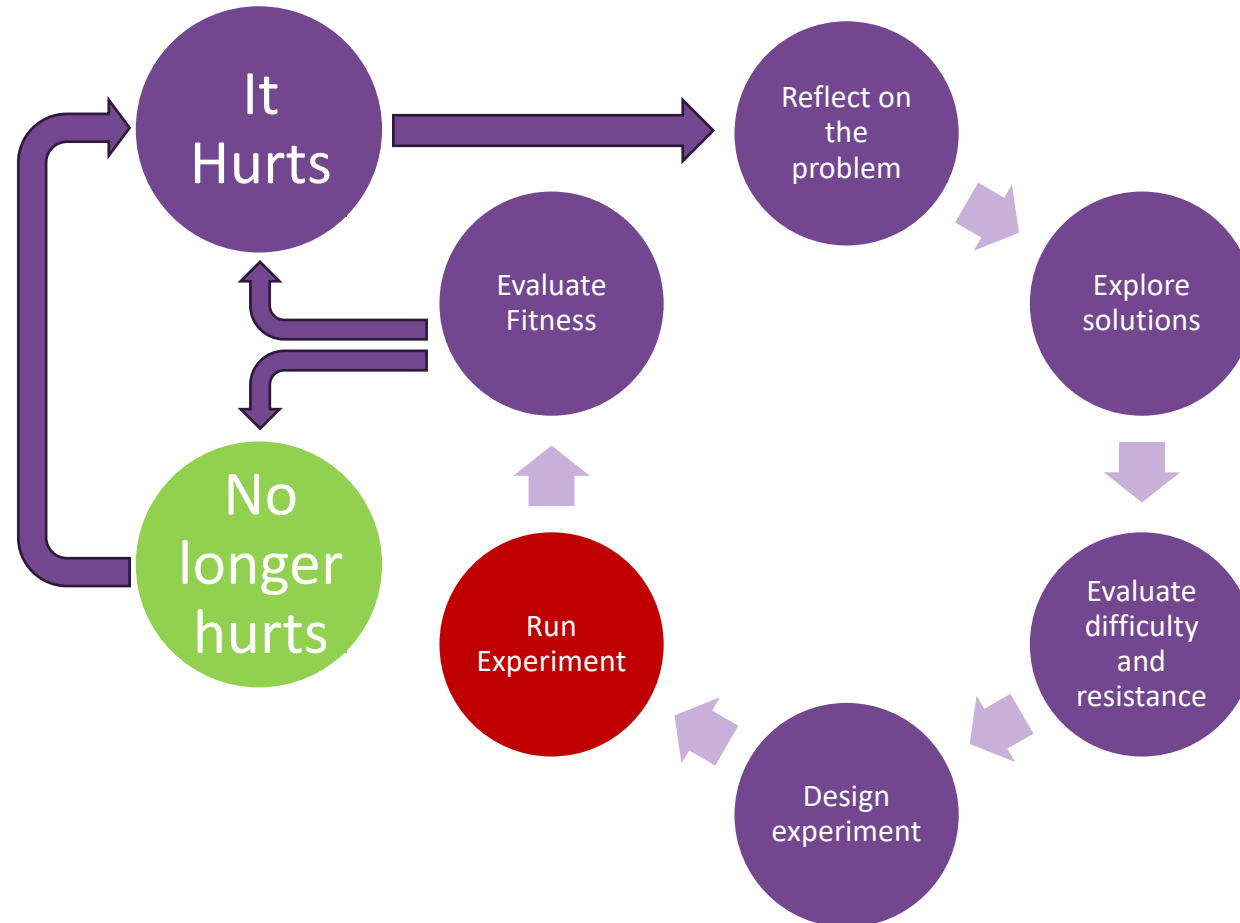 It
Hurts
Reflect on
the
problem
Explore
solutions
Evaluate
difficulty
and
resistance
Design
experiment
Run
Experiment
Evaluate
Fitness
No
longer
hurts